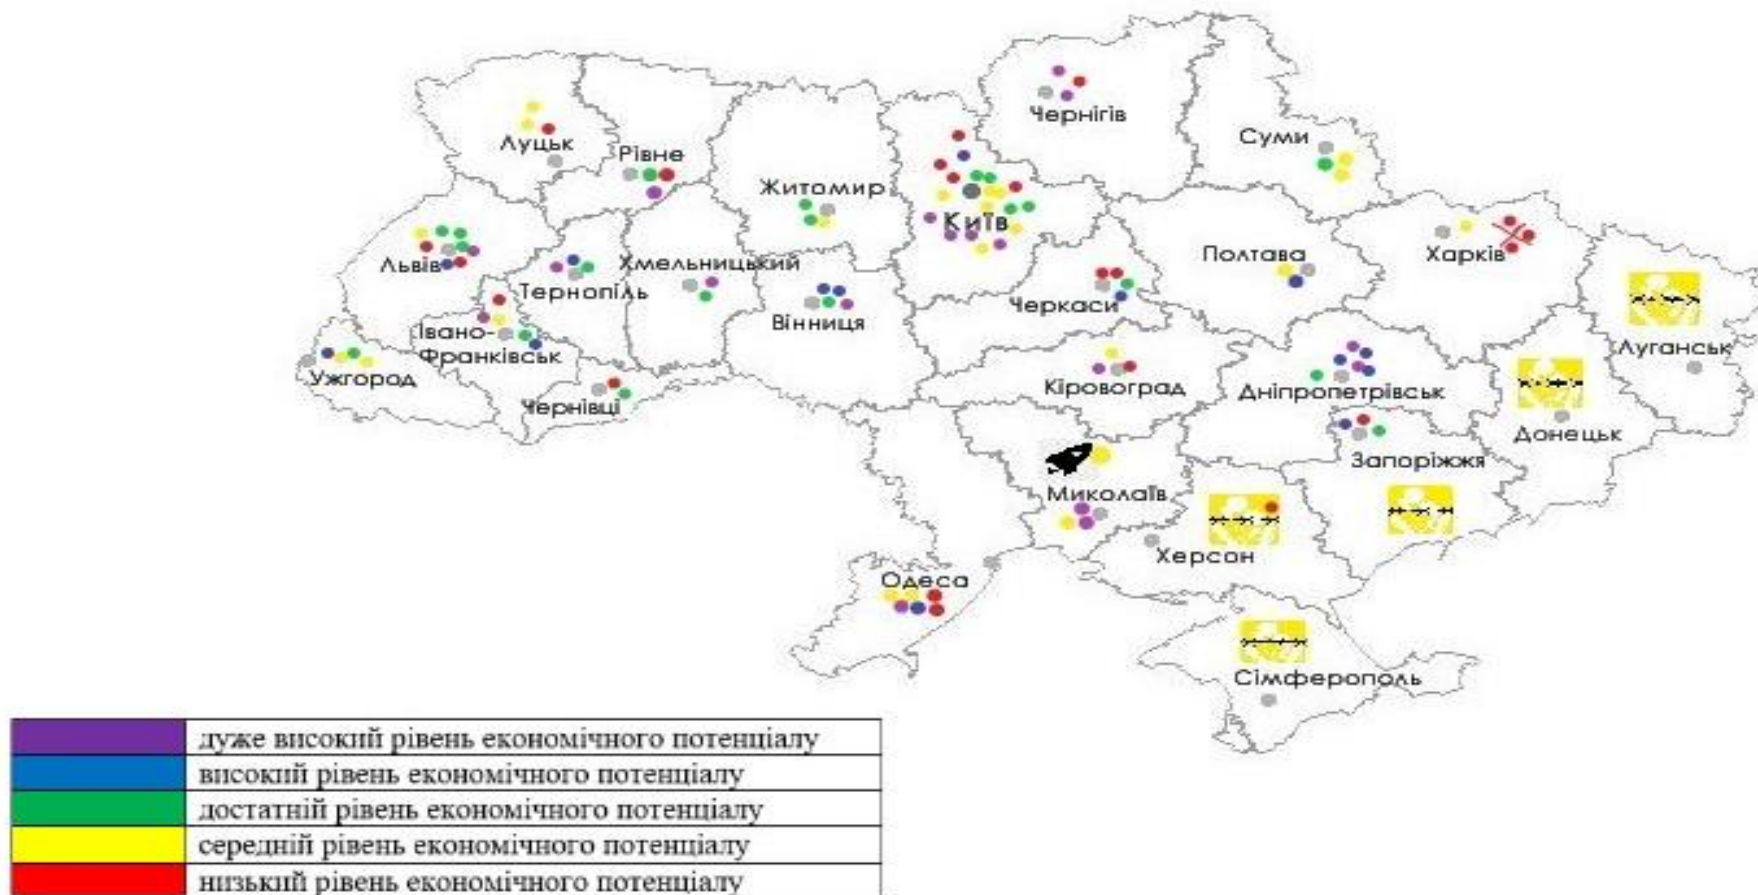 Чернігів
Суми
Луцьк
Рівне
Житомир
Київ
Львів
Тернопіль
Хмельницький
Вінниця
Черкаси
Полтава
Харків
Івано-
Франківськ
Ужгород
Чернівці
Кіровоград
Дніпропетрівськ
Луганськ
Донецьк
Запоріжжя
Миколаїв
Херсон
Одеса
Сімферополь
дуже високий рівень економічного потенціалу
високий рівень економічного потенціалу
достатній рівень економічного потенціалу
середній рівень економічного потенціалу
низький рівень економічного потенціалу